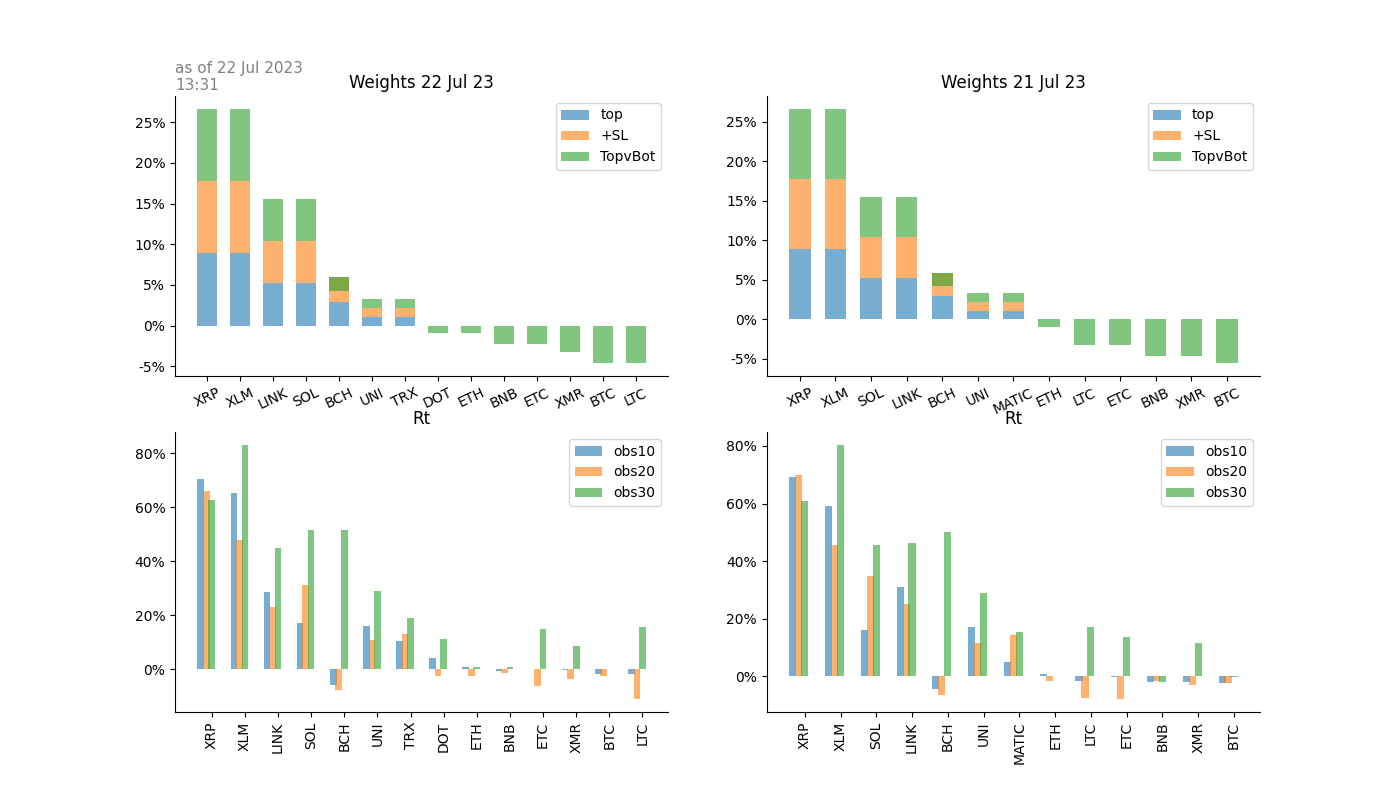 as of 22 Jul 2023
13:31
Weights 22 Jul 23
25%
20%
15%
10%
5%
0%
-5%
top
+SL
TopvBot
XRP XLM LINK SOL BCH UNI TRX DOT ETH BNB ETC XMR BTC LTC
Weights 21 Jul 23
25%
20%
15%
10%
5%
0%
-5%
top
+SL
TopvBot
XRP XLM SOL LINK BCH UNI MATIC ETH LTC ETC BNB XMR BTC
Rt
80%
60%
40%
20%
0%
obs10
obs20
obs30
XRP XLM LINK SOL BCH UNI TRX DOT ETH BNB ETC XMR BTC LTC
Rt
80%
60%
40%
20%
0%
obs10
obs20
obs30
XRP XLM SOL LINK BCH UNI MATIC ETH LTC ETC BNB XMR BTC